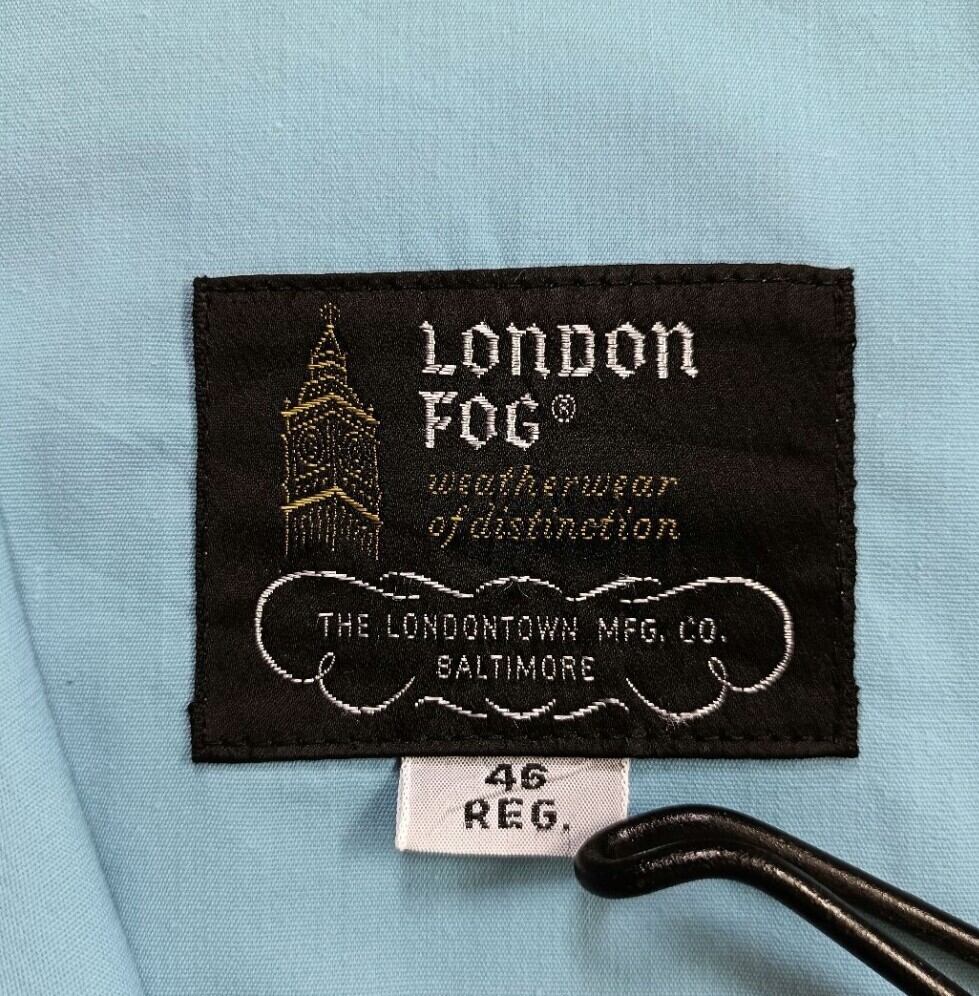 LONDON
FOG®
weatherwear
of distinction
THE LONDONTOWN MFG. CO.
BALTIMORE
46
REG.